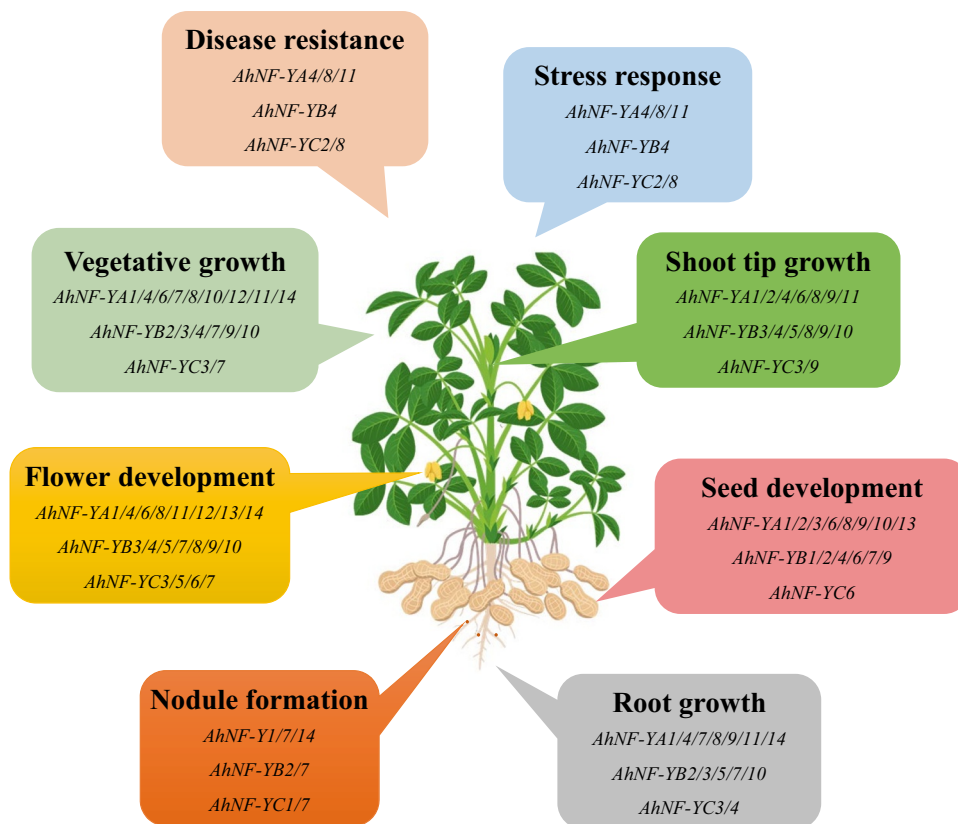 Disease resistance
AhNF-YA4/8/11
AhNF-YB4
AhNF-YC2/8
Stress response
AhNF-YA4/8/11
AhNF-YB4
AhNF-YC2/8
Vegetative growth
AhNF-YA1/4/6/7/8/10/12/11/14
AhNF-YB2/3/4/7/9/10
AhNF-YC3/7
Shoot tip growth
AhNF-YA1/2/4/6/8/9/11
AhNF-YB3/4/5/8/9/10
AhNF-YC3/9
Flower development
AhNF-YA1/4/6/8/11/12/13/14
AhNF-YB3/4/5/7/8/9/10
AhNF-YC3/5/6/7
Seed development
AhNF-YA1/2/3/6/8/9/10/13
AhNF-YB1/2/4/6/7/9
AhNF-YC6
Nodule formation
AhNF-Y1/7/14
AhNF-YB2/7
AhNF-YC1/7
Root growth
AhNF-YA1/4/7/8/9/11/14
AhNF-YB2/3/5/7/10
AhNF-YC3/4